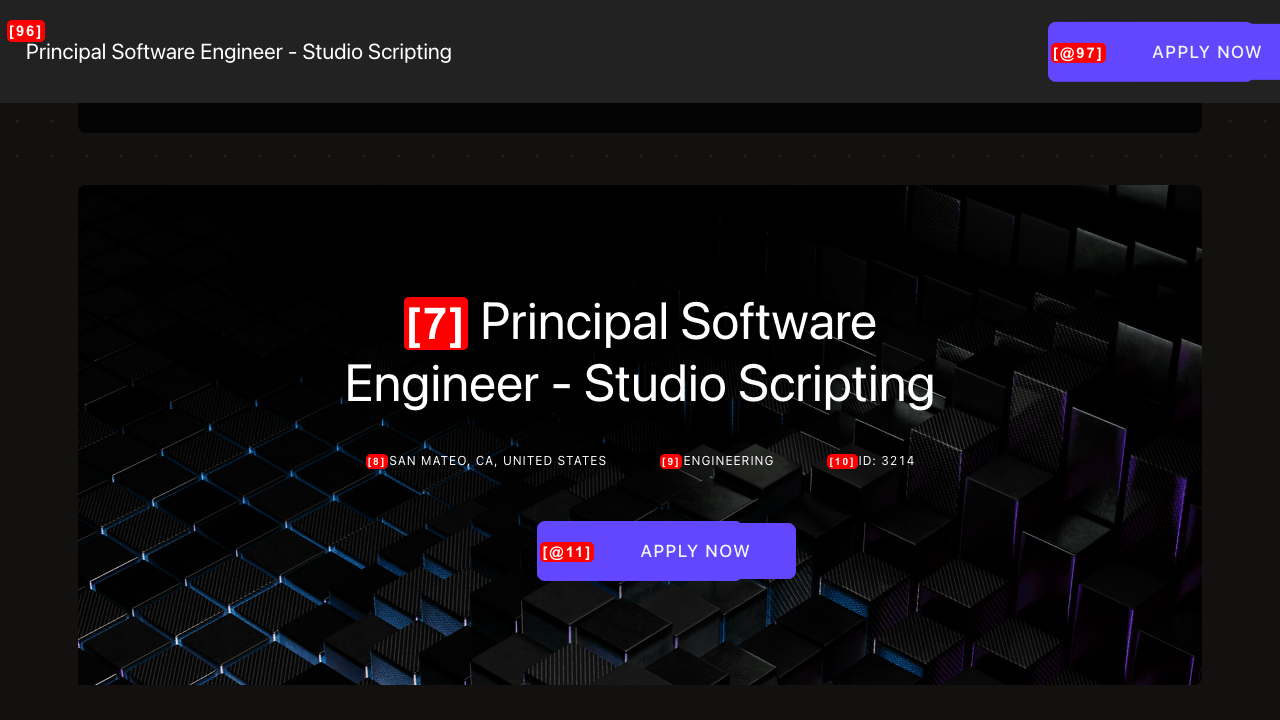 [96]
Principal Software Engineer - Studio Scripting
[@97] APPLY NOW
[7] Principal Software
Engineer - Studio Scripting
[8] SAN MATEO, CA, UNITED STATES [9] ENGINEERING [10] ID: 3214
[@11] APPLY NOW